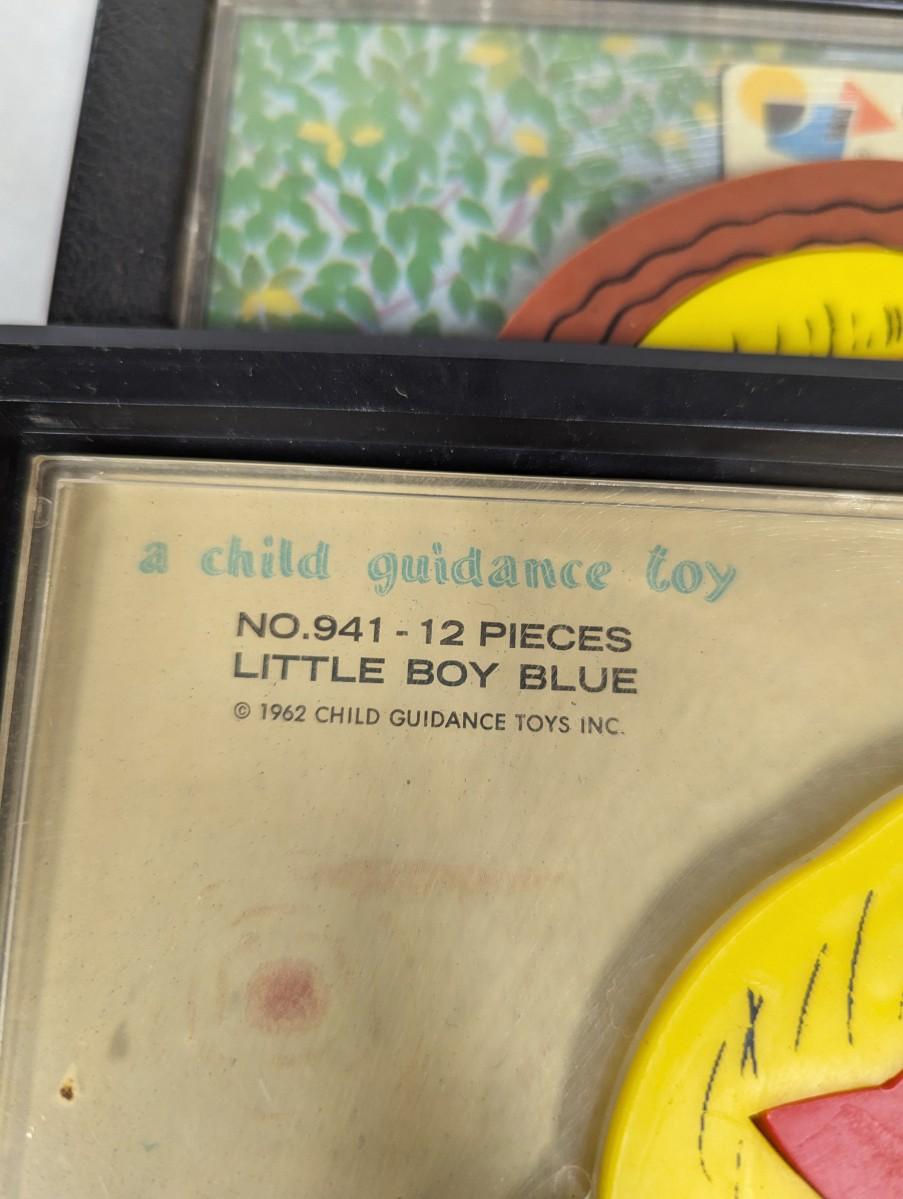 a child guidance toy
NO.941 - 12 PIECES
LITTLE BOY BLUE
© 1962 CHILD GUIDANCE TOYS INC.